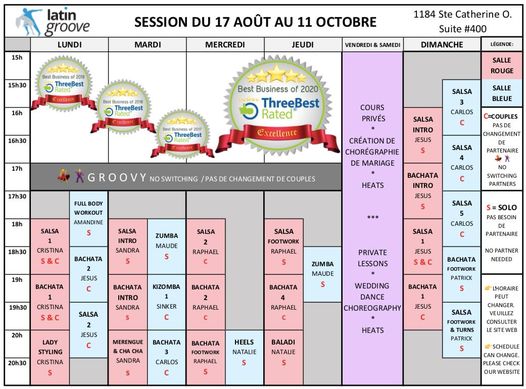 latin
groove
SESSION DU 17 AOÛT AU 11 OCTOBRE
1184 Ste Catherine O.
Suite #400
LUNDI
MARDI
MERCREDI
JEUDI
VENDREDI & SAMEDI
DIMANCHE
LÉGENDE:
15h
15h30
16h
16h30
17h
17h30
18h
19h
19h30
20h
20h30
Best Business of 2018
ThreeBest
Rated
Excellence
Best Business of 2019
ThreeBest
Rated
Excellence
ThreeBest
Rated
Excellence
Best Business of 2020
ThreeBest
Rated
Excellence
GROOVY NO SWITCHING / PAS DE CHANGEMENT DE COUPLES
SALSA
1
CRISTINA
S & C
BACHATA
1
CRISTINA
S & C
LADY
STYLING
CRISTINA
S
FULL BODY
WORKOUT
AMANDINE
S
BACHATA
2
JESUS
C
SALSA
2
JESUS
C
SALSA
INTRO
SANDRA
S
BACHATA
INTRO
SANDRA
S
MERENGUE
& CHA CHA
SANDRA
S
ZUMBA
MAUDE
S
KIZOMBA
1
SINKER
C
BACHATA
3
CARLOS
C
SALSA
2
RAPHAEL
C
BACHATA
2
RAPHAEL
C
BACHATA
FOOTWORK
RAPHAEL
S
HEELS
NATALIE
S
SALSA
FOOTWORK
RAPHAEL
S
BACHATA
4
RAPHAEL
C
BALADI
NATALIE
S
ZUMBA
MAUDE
S
COURS
PRIVÉS
*
CRÉATION DE
CHORÉGRAPHIE
DE MARIAGE
*
HEATS
***
PRIVATE
LESSONS
*
WEDDING
DANCE
CHOREOGRAPHY
*
HEATS
SALSA
INTRO
JESUS
S
BACHATA
INTRO
JESUS
S
SALSA
1
JESUS
S
BACHATA
1
JESUS
C
SALSA
3
CARLOS
C
SALSA
4
CARLOS
C
SALSA
5
CARLOS
C
BACHATA
FOOTWORK
PATRICK
S
SALSA
FOOTWORK
& TURNS
PATRICK
S
SALLE
ROUGE
SALLE
BLEUE
C=COUPLES
PAS DE
CHANGEMENT
DE
PARTENAIRE
NO
SWITCHING
PARTNERS
S = SOLO
PAS BESOIN
DE
PARTENAIRE
NO PARTNER
NEEDED
L'HORAIRE
PEUT
CHANGER.
VEUILLEZ
CONSULTER
LE SITE WEB
SCHEDULE
CAN CHANGE.
PLEASE CHECK
OUR WEBSITE